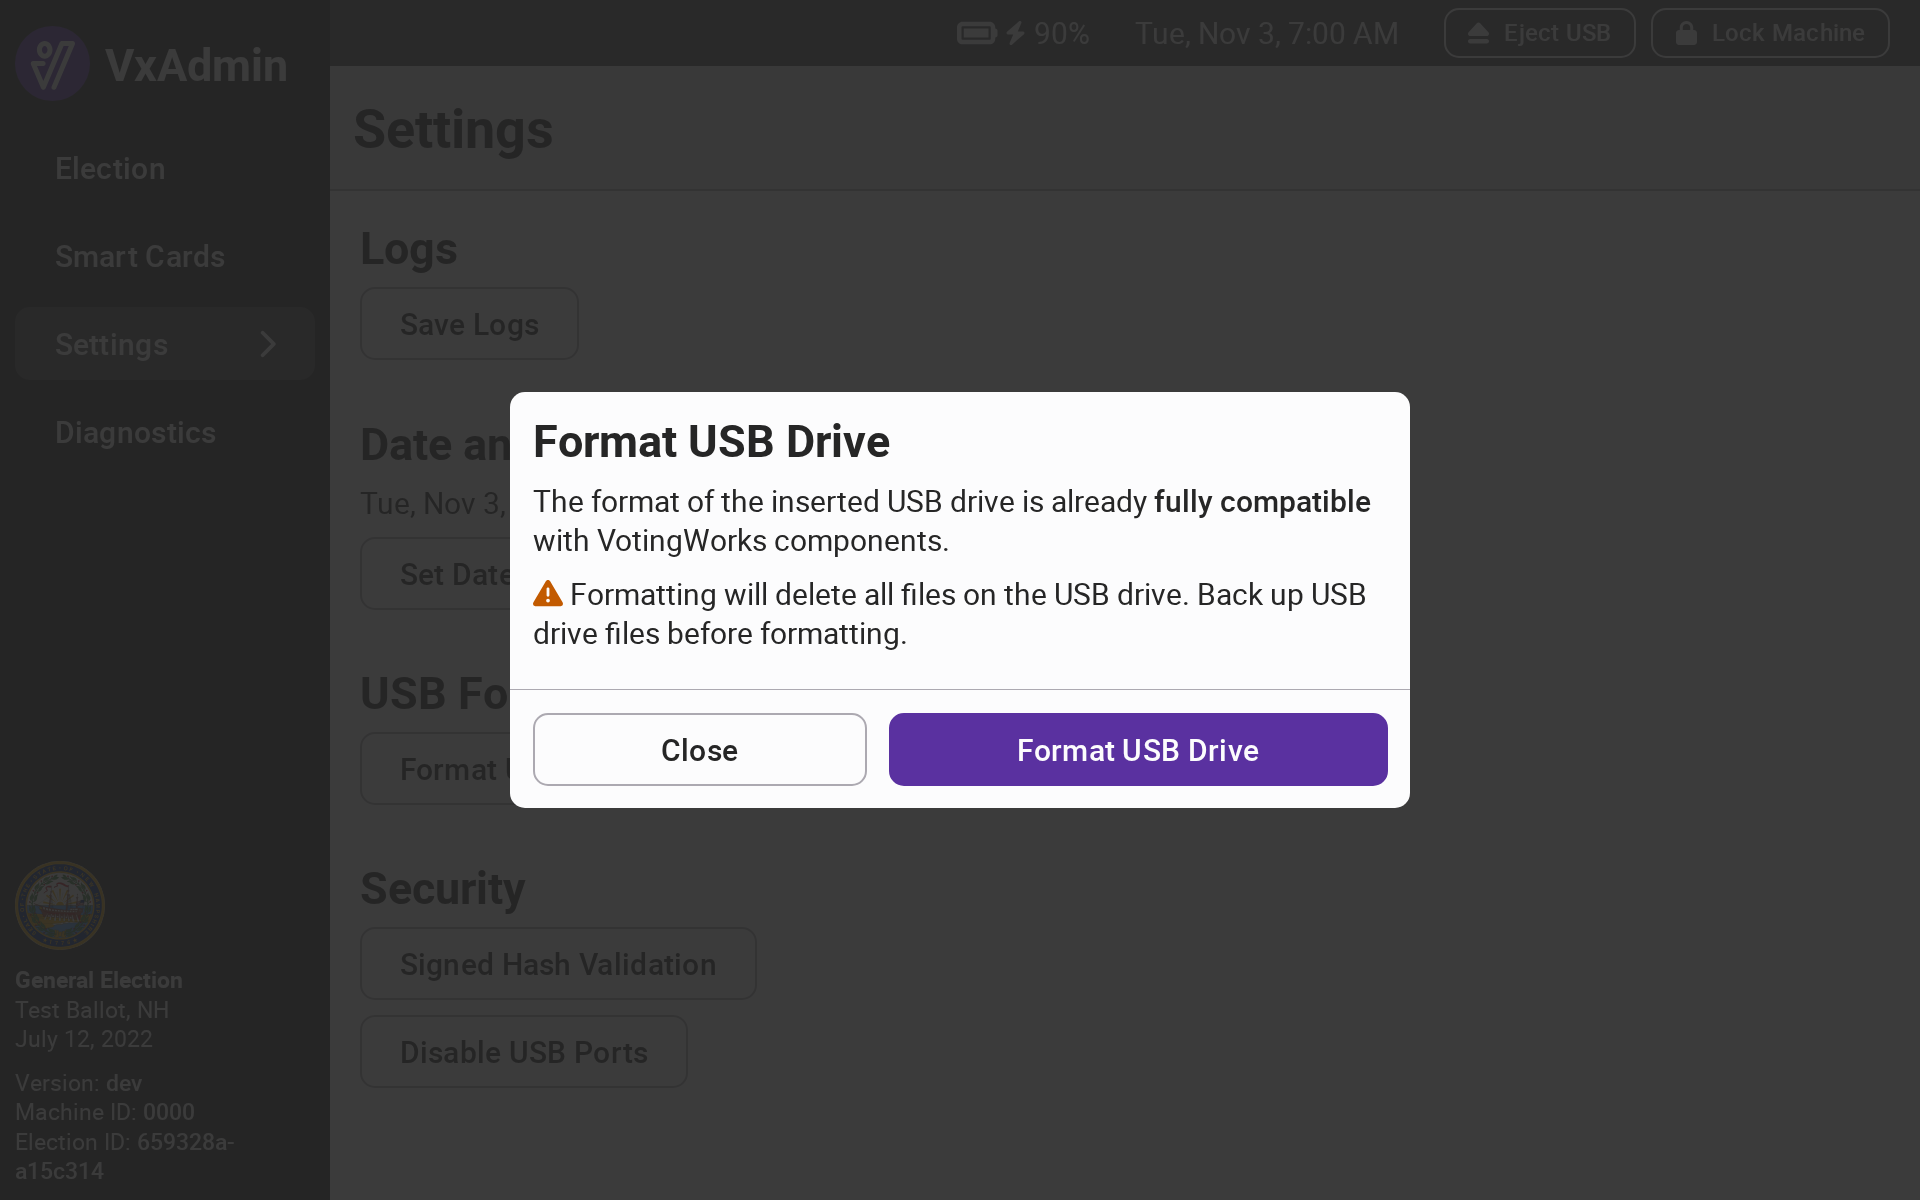 VxAdmin
90%
Tue, Nov 3, 7:00 AM
Eject USB
Lock Machine
Election
Smart Cards
Settings
Diagnostics
Settings
Logs
Save Logs
Date an
Tue, Nov 3,
Set Date
USB Fo
Format U
Security
Signed Hash Validation
Disable USB Ports
Format USB Drive
The format of the inserted USB drive is already fully compatible
with VotingWorks components.
Formatting will delete all files on the USB drive. Back up USB
drive files before formatting.
Close
Format USB Drive
General Election
Test Ballot, NH
July 12, 2022
Version: dev
Machine ID: 0000
Election ID: 659328a-
a15c314